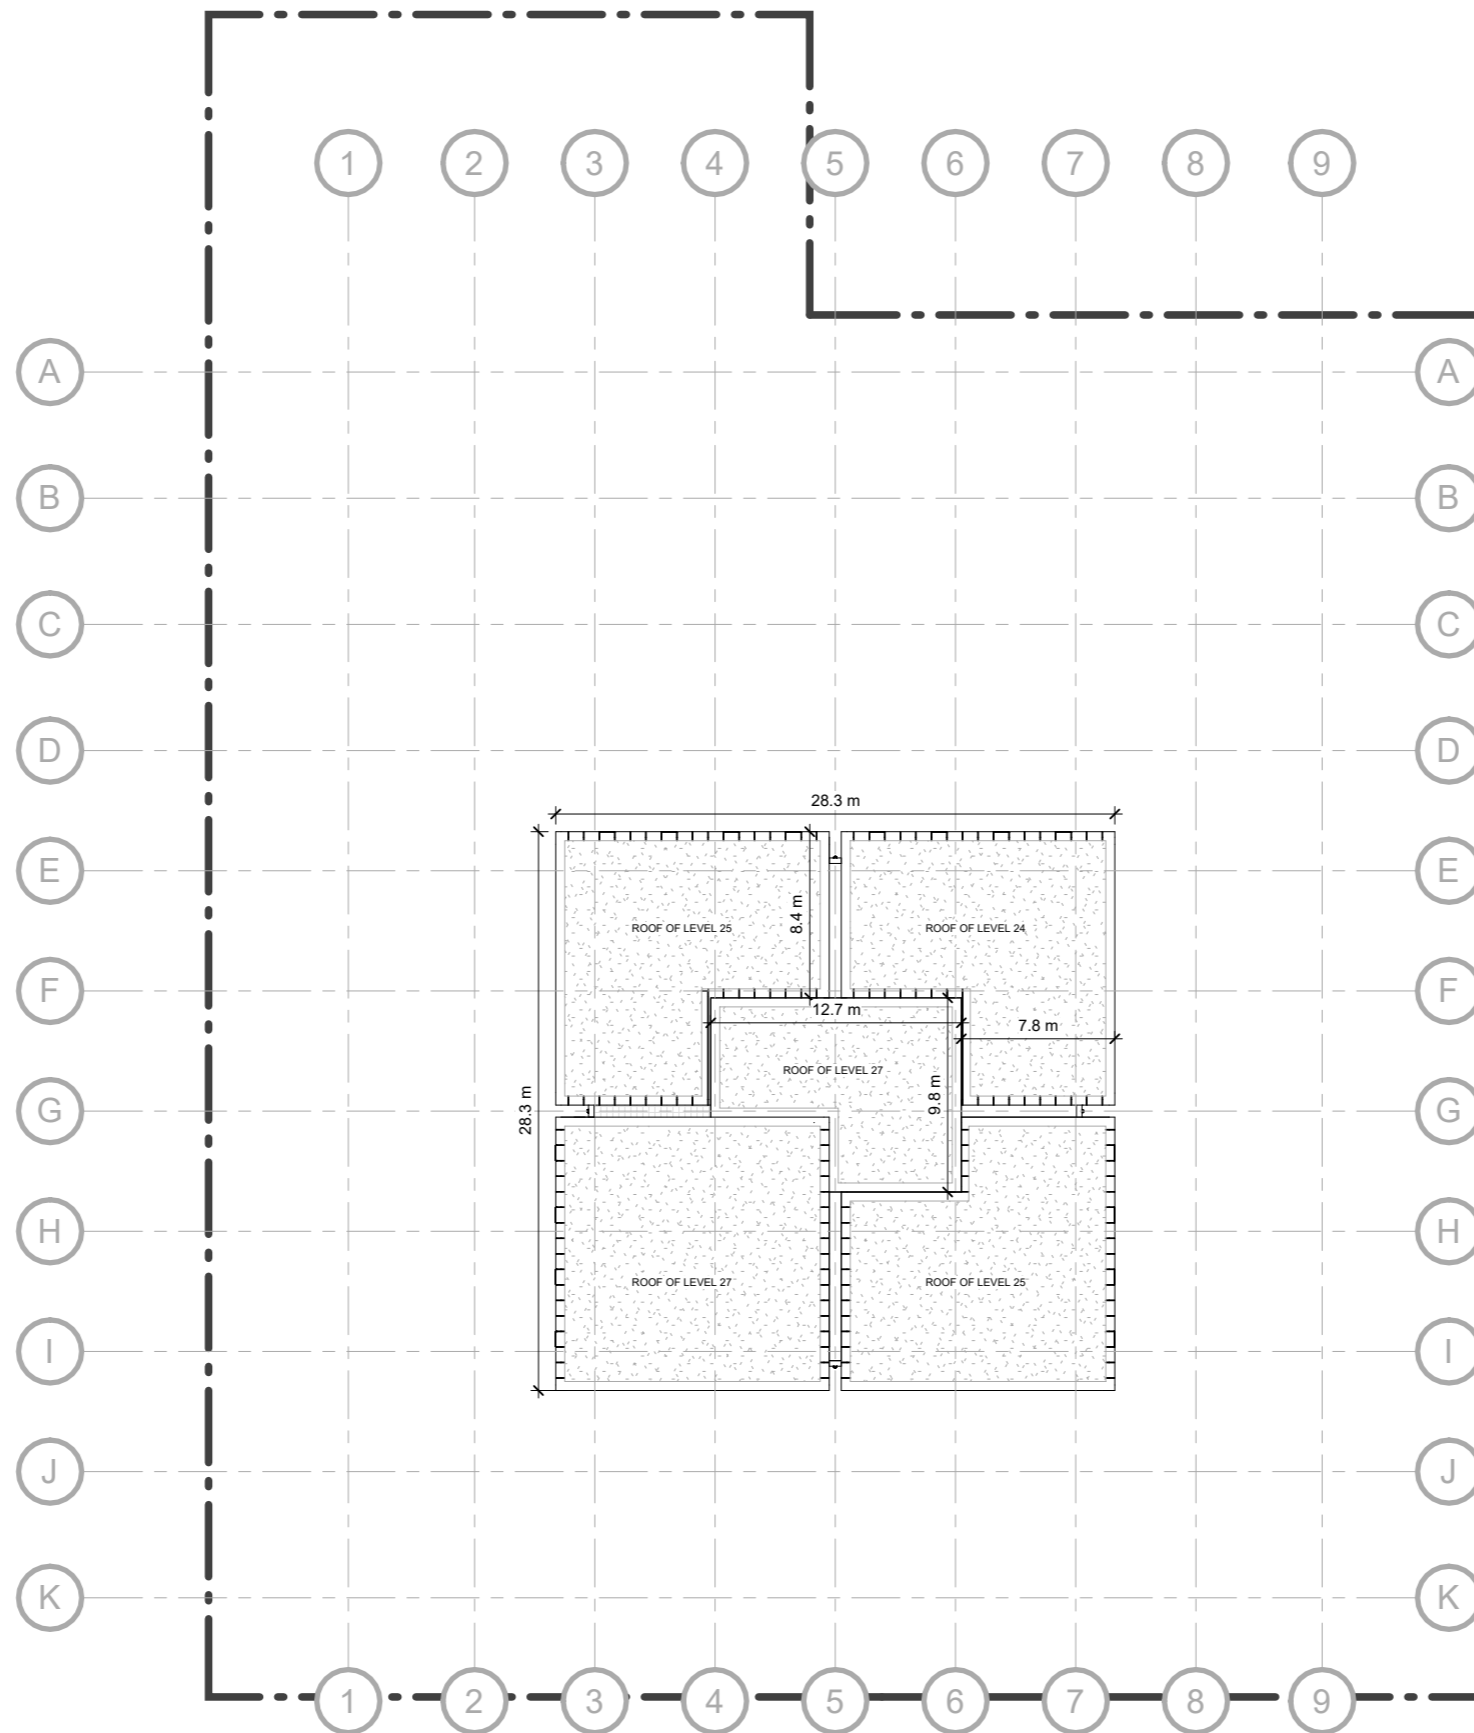 1 2 3 4 5 6 7 8 9
A A
B B
C C
D D
28.3 m
E E
8.4 m
ROOF OF LEVEL 25 ROOF OF LEVEL 24
F F
12.7 m
7.8 m
ROOF OF LEVEL 27
9.8 m
28.3 m
G G
H H
ROOF OF LEVEL 27 ROOF OF LEVEL 25
I I
J J
K K
1 2 3 4 5 6 7 8 9